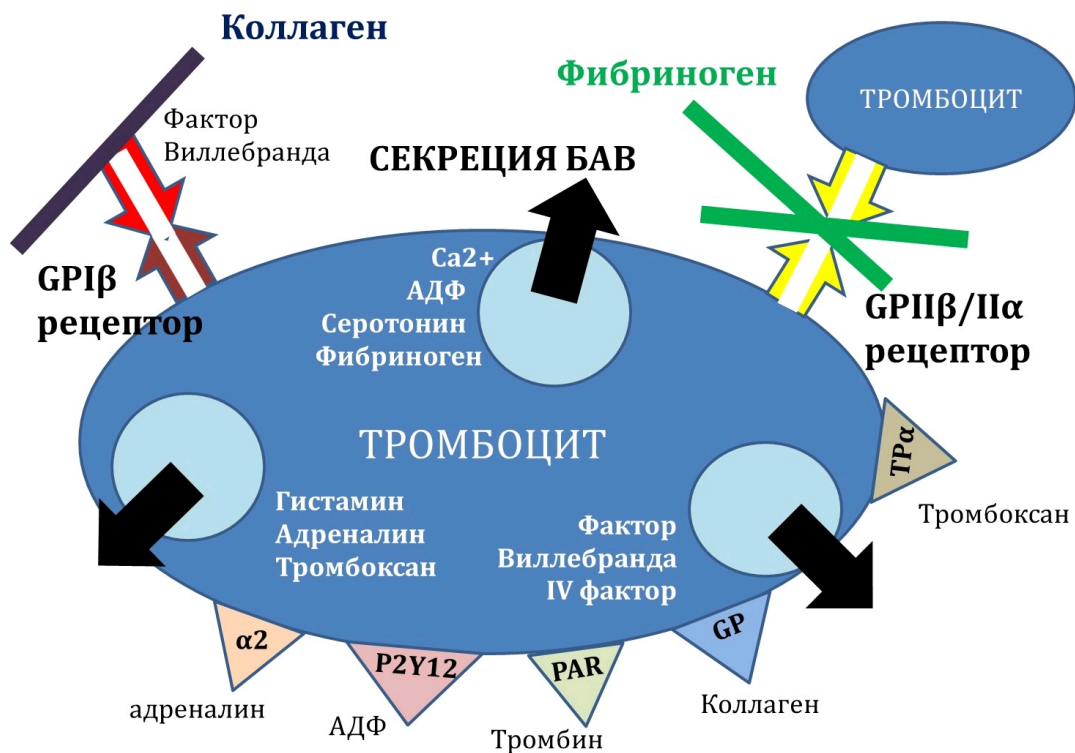 Коллаген
Фактор
Виллебранда
Фибриноген
ТРОМБОЦИТ
СЕКРЕЦИЯ БАВ
GPIβ
рецептор
Ca2+
АДФ
Серотонин
Фибриноген
GPIIβ/IIα
рецептор
ТРОМБОЦИТ
TPα
Тромбоксан
Гистамин
Адреналин
Тромбоксан
Фактор
Виллебранда
IV фактор
α2
адреналин
P2Y12
АДФ
PAR
Тромбин
GP
Коллаген